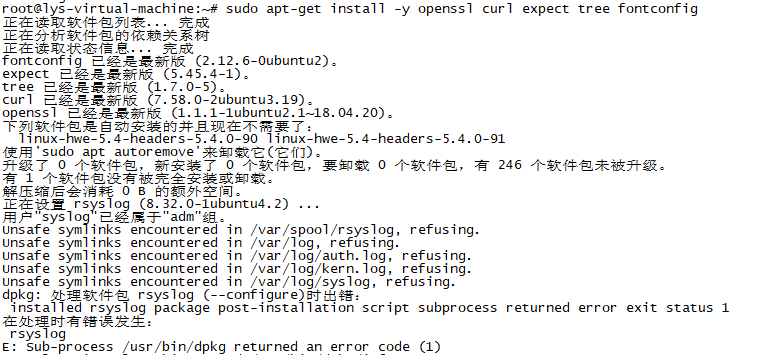 root@lys-virtual-machine:~# sudo apt-get install -y openssl curl expect tree fontconfig
正在读取软件包列表... 完成
正在分析软件包的依赖关系树
正在读取状态信息... 完成
fontconfig 已经是最新版 (2.12.6-0ubuntu2)。
expect 已经是最新版 (5.45.4-1)。
tree 已经是最新版 (1.7.0-5)。
curl 已经是最新版 (7.58.0-2ubuntu3.19)。
openssl 已经是最新版 (1.1.1-1ubuntu2.1~18.04.20)。
下列软件包是自动安装的并且现在不需要了：
  linux-hwe-5.4-headers-5.4.0-90 linux-hwe-5.4-headers-5.4.0-91
使用'sudo apt autoremove'来卸载它(它们)。
升级了 0 个软件包，新安装了 0 个软件包，要卸载 0 个软件包，有 246 个软件包未被升级。
有 1 个软件包没有被完全安装或卸载。
解压缩后会消耗 0 B 的额外空间。
正在设置 rsyslog (8.32.0-1ubuntu4.2) ...
用户"syslog"已经属于"adm"组。
Unsafe symlinks encountered in /var/spool/rsyslog, refusing.
Unsafe symlinks encountered in /var/log, refusing.
Unsafe symlinks encountered in /var/log/auth.log, refusing.
Unsafe symlinks encountered in /var/log/kern.log, refusing.
Unsafe symlinks encountered in /var/log/syslog, refusing.
dpkg: 处理软件包 rsyslog (--configure)时出错：
 installed rsyslog package post-installation script subprocess returned error exit status 1
在处理时有错误发生：
 rsyslog
E: Sub-process /usr/bin/dpkg returned an error code (1)